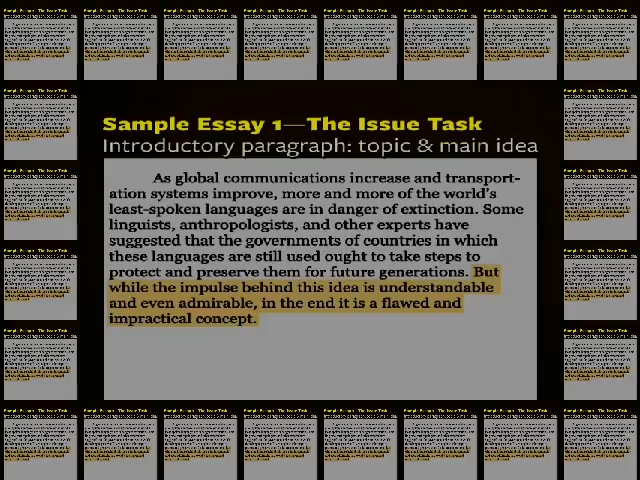 Sample Essay 1—The Issue Task
Introductory paragraph: topic & main idea
As global communications increase and transport-
ation systems improve, more and more of the world's
least-spoken languages are in danger of extinction. Some
linguists, anthropologists, and other experts have
suggested that the governments of countries in which
these languages are still used ought to take steps to
protect and preserve them for future generations. But
while the impulse behind this idea is understandable
and even admirable, in the end it is a flawed and
impractical concept.